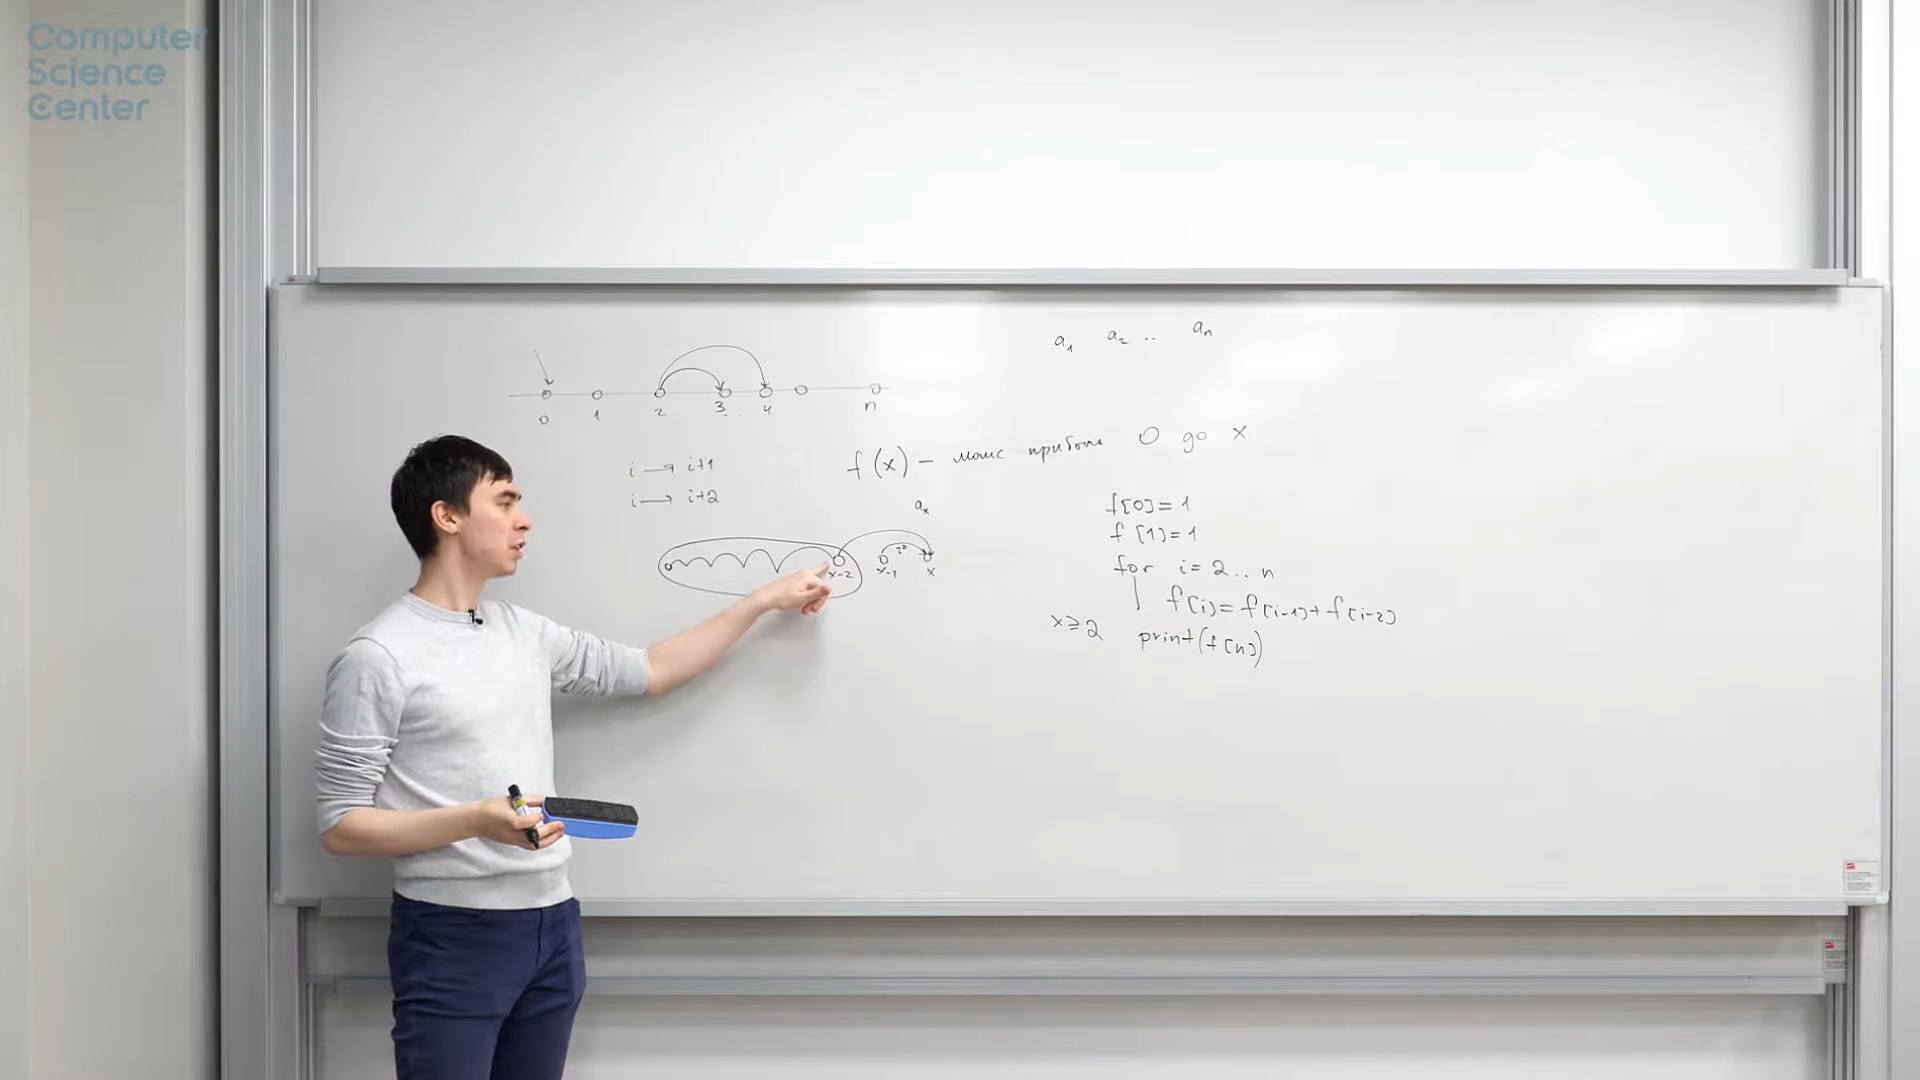 Computer
Science
Center
a₁ a₂ .. aₙ
0 1 2 3 .. 4 n
f(x) – макс прибыль 0 до x
i → i+1
i → i+2
aₓ
x-2 x-1 x
f[0]=1
f[1]=1
for i=2..n
f[i]=f[i-1]+f[i-2]
x≥2 print(f[n])